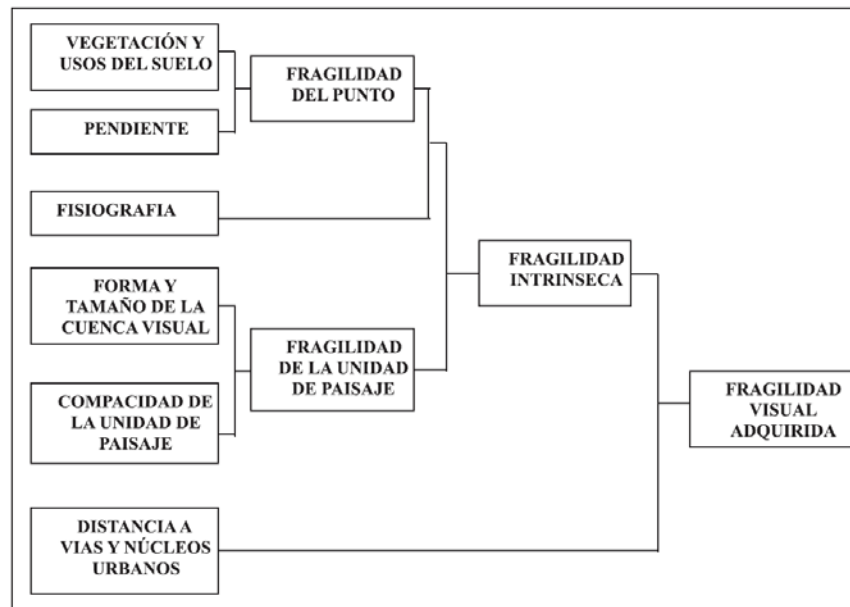 VEGETACIÓN Y
USOS DEL SUELO
PENDIENTE
FRAGILIDAD
DEL PUNTO
FISIOGRAFIA
FORMA Y
TAMAÑO DE LA
CUENCA VISUAL
COMPACIDAD DE
LA UNIDAD DE
PAISAJE
FRAGILIDAD
DE LA UNIDAD
DE PAISAJE
FRAGILIDAD
INTRINSECA
DISTANCIA A
VIAS Y NÚCLEOS
URBANOS
FRAGILIDAD
VISUAL
ADQUIRIDA